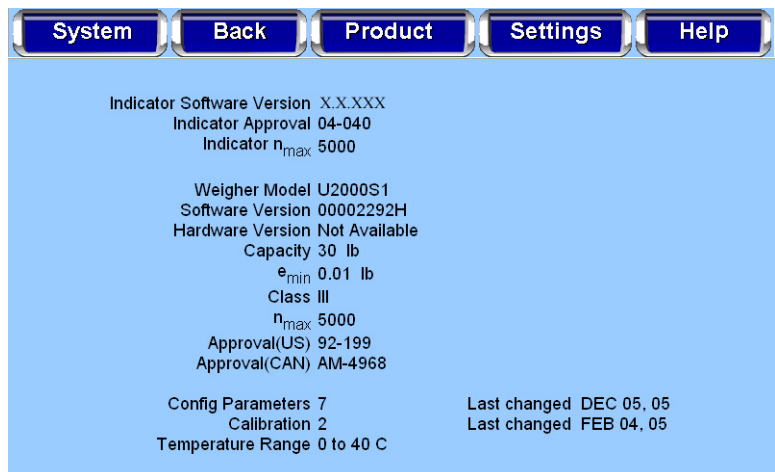 System Back Product Settings Help
Indicator Software Version X.X.XXX
Indicator Approval 04-040
Indicator nmax 5000
Weigher Model U2000S1
Software Version 00002292H
Hardware Version Not Available
Capacity 30 lb
emin 0.01 lb
Class III
nmax 5000
Approval(US) 92-199
Approval(CAN) AM-4968
Config Parameters 7 Last changed DEC 05, 05
Calibration 2 Last changed FEB 04, 05
Temperature Range 0 to 40 C